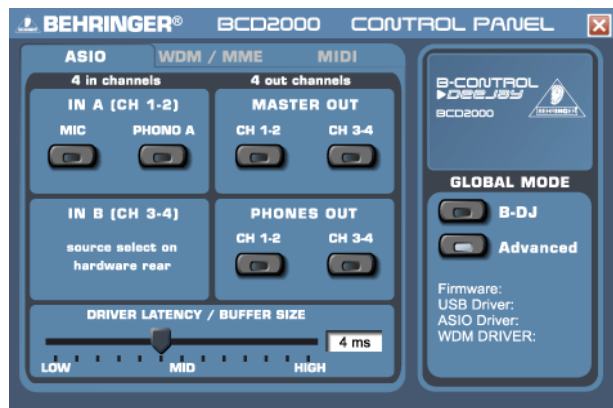 BEHRINGER® BCD2000 CONTROL PANEL
ASIO WDM / MME MIDI
4 in channels
4 out channels
IN A (CH 1-2)
MIC PHONO A
MASTER OUT
CH 1-2 CH 3-4
IN B (CH 3-4)
source select on
hardware rear
PHONES OUT
CH 1-2 CH 3-4
DRIVER LATENCY / BUFFER SIZE
4 ms
LOW MID HIGH
B-CONTROL
DEEJAY
BCD2000
BEHRINGER
GLOBAL MODE
B-DJ
Advanced
Firmware:
USB Driver:
ASIO Driver:
WDM DRIVER: